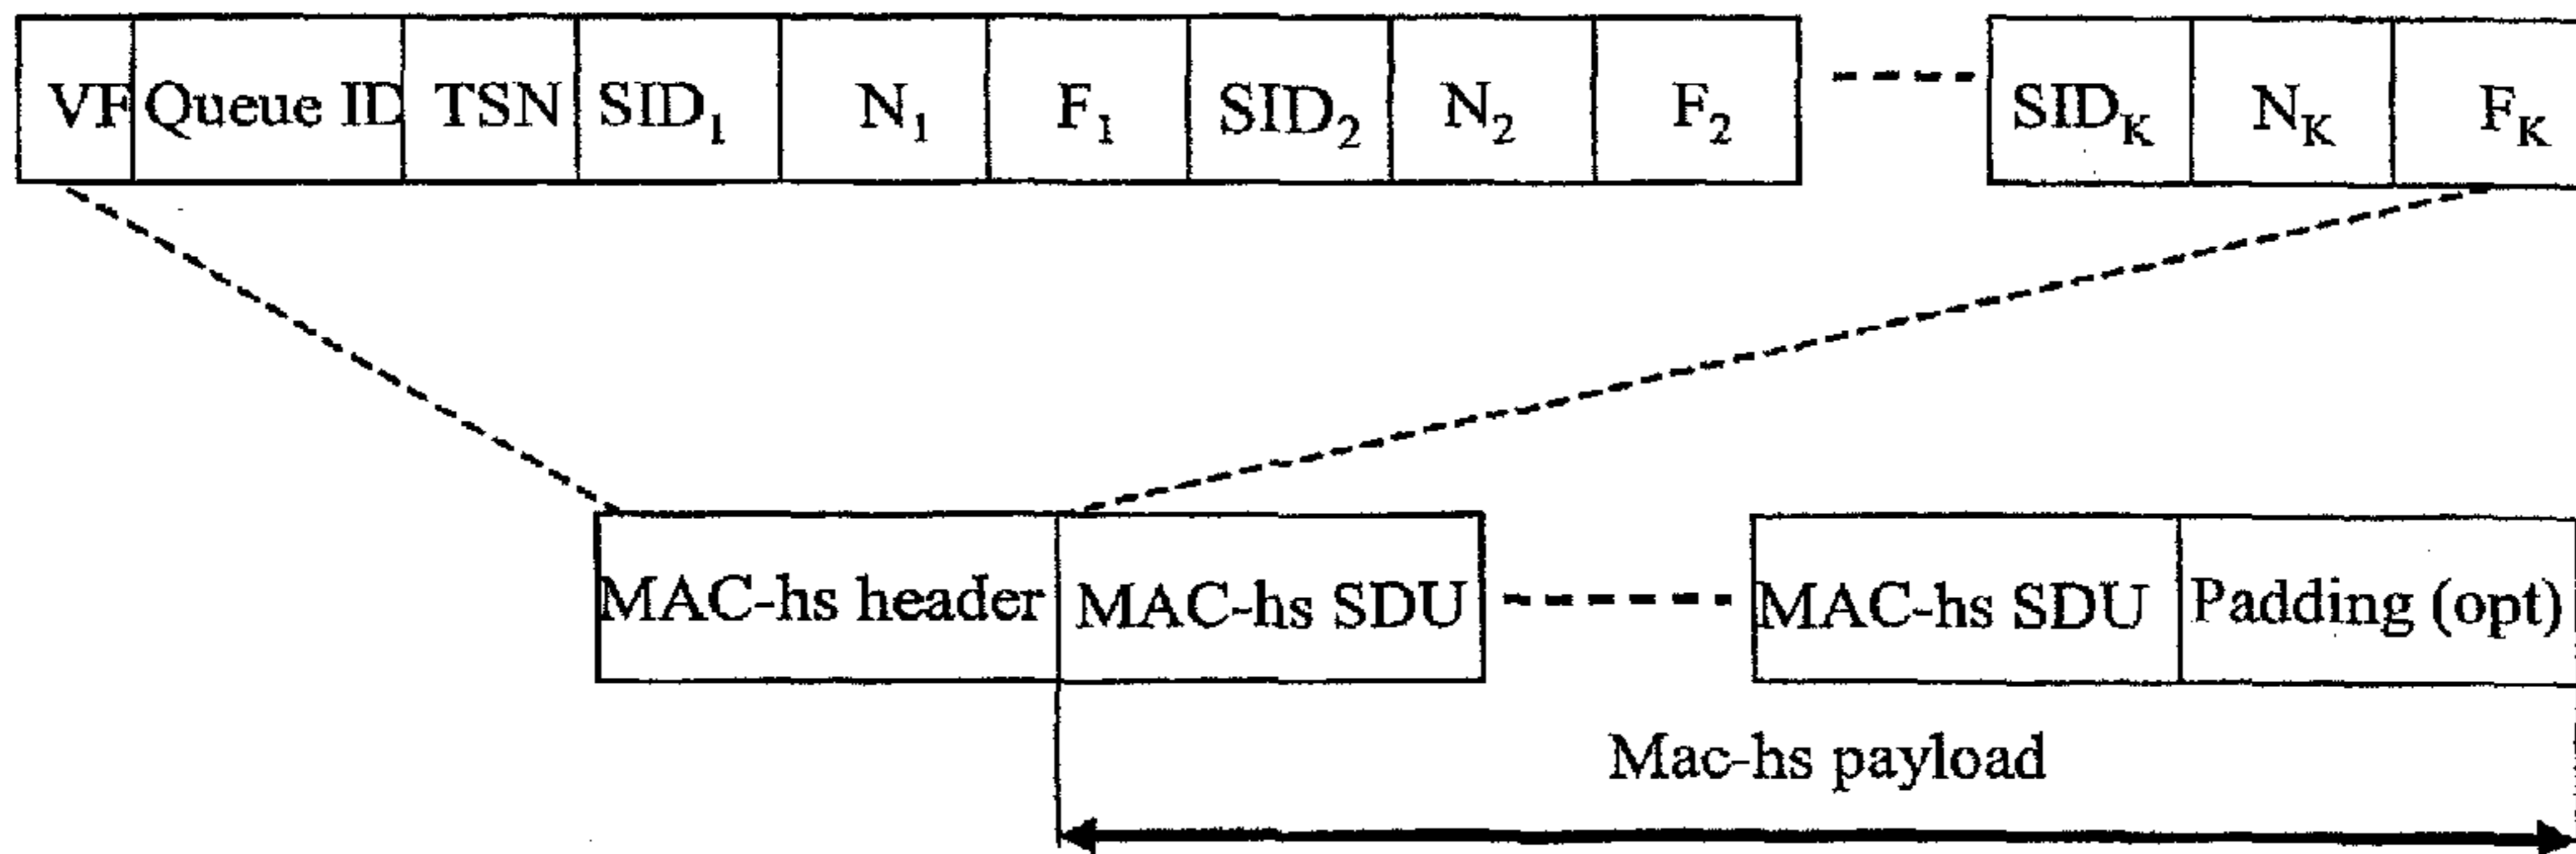 VF Queue ID TSN SID₁ N₁ F₁ SID₂ N₂ F₂ SIDK NK FK
MAC-hs header MAC-hs SDU MAC-hs SDU Padding (opt)
Mac-hs payload